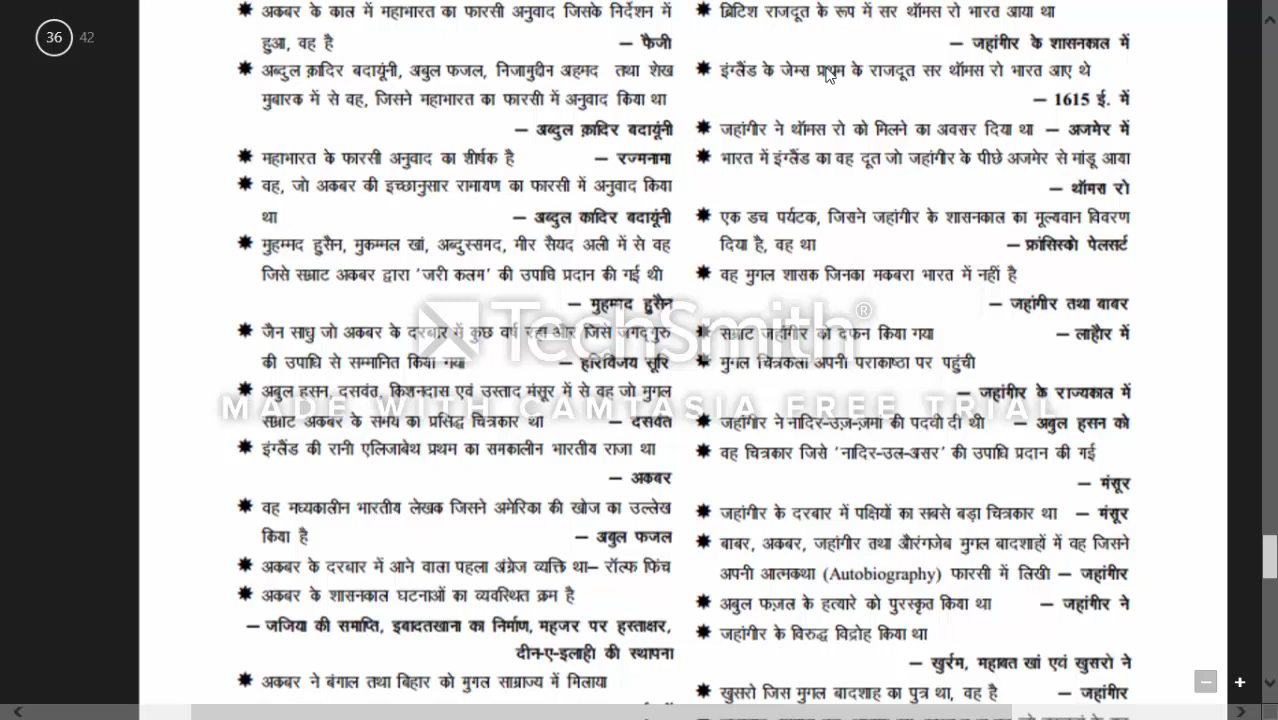 36 42
अकबर के काल में महाभारत का फारसी अनुवाद जिसके निर्देशन में
हुआ, वह है – फैजी
अब्दुल क़ादिर बदायूंनी, अबुल फजल, निजामुद्दीन अहमद तथा शेख
मुबारक में से वह, जिसने महाभारत का फारसी में अनुवाद किया था
– अब्दुल क़ादिर बदायूंनी
महाभारत के फारसी अनुवाद का शीर्षक है – रज्मनामा
वह, जो अकबर की इच्छानुसार रामायण का फारसी में अनुवाद किया
था – अब्दुल कादिर बदायूंनी
मुहम्मद हुसैन, मुकम्मल खां, अब्दुस्समद, मीर सैयद अली में से वह
जिसे सम्राट अकबर द्वारा 'जरी कलम' की उपाधि प्रदान की गई थी
– मुहम्मद हुसैन
जैन साधु जो अकबर के दरबार में कुछ वर्ष रहा और जिसे जगद्गुरु
की उपाधि से सम्मानित किया गया – हरिविजय सूरि
अबुल हसन, दसवंत, किशनदास एवं उस्ताद मंसूर में से वह जो मुगल
सम्राट अकबर के समय का प्रसिद्ध चित्रकार था – दसवंत
इंग्लैंड की रानी एलिजाबेथ प्रथम का समकालीन भारतीय राजा था
– अकबर
वह मध्यकालीन भारतीय लेखक जिसने अमेरिका की खोज का उल्लेख
किया है – अबुल फजल
अकबर के दरबार में आने वाला पहला अंग्रेज व्यक्ति था– रॉल्फ फिंच
अकबर के शासनकाल घटनाओं का व्यवस्थित क्रम है
– जजिया की समाप्ति, इबादतखाना का निर्माण, महजर पर हस्ताक्षर,
दीन-ए-इलाही की स्थापना
अकबर ने बंगाल तथा बिहार को मुगल साम्राज्य में मिलाया
ब्रिटिश राजदूत के रूप में सर थॉमस रो भारत आया था
– जहांगीर के शासनकाल में
इंग्लैंड के जेम्स प्रथम के राजदूत सर थॉमस रो भारत आए थे
– 1615 ई. में
जहांगीर ने थॉमस रो को मिलने का अवसर दिया था – अजमेर में
भारत में इंग्लैंड का वह दूत जो जहांगीर के पीछे अजमेर से मांडू आया
– थॉमस रो
एक डच पर्यटक, जिसने जहांगीर के शासनकाल का मूल्यवान विवरण
दिया है, वह था – फ्रांसिस्को पेलसर्ट
वह मुगल शासक जिनका मकबरा भारत में नहीं है
– जहांगीर तथा बाबर
सम्राट जहांगीर को दफन किया गया – लाहौर में
मुगल चित्रकला अपनी पराकाष्ठा पर पहुंची
– जहांगीर के राज्यकाल में
जहांगीर ने नादिर-उज़-ज़मां की पदवी दी थी – अबुल हसन को
वह चित्रकार जिसे 'नादिर-उल-असर' की उपाधि प्रदान की गई
– मंसूर
जहांगीर के दरबार में पक्षियों का सबसे बड़ा चित्रकार था – मंसूर
बाबर, अकबर, जहांगीर तथा औरंगजेब मुगल बादशाहों में वह जिसने
अपनी आत्मकथा (Autobiography) फारसी में लिखी – जहांगीर
अबुल फज़ल के हत्यारे को पुरस्कृत किया था – जहांगीर ने
जहांगीर के विरुद्ध विद्रोह किया था
– खुर्रम, महाबत खां एवं खुसरो ने
खुसरो जिस मुगल बादशाह का पुत्र था, वह है – जहांगीर
TechSmith®
MADE WITH CAMTASIA FREE TRIAL